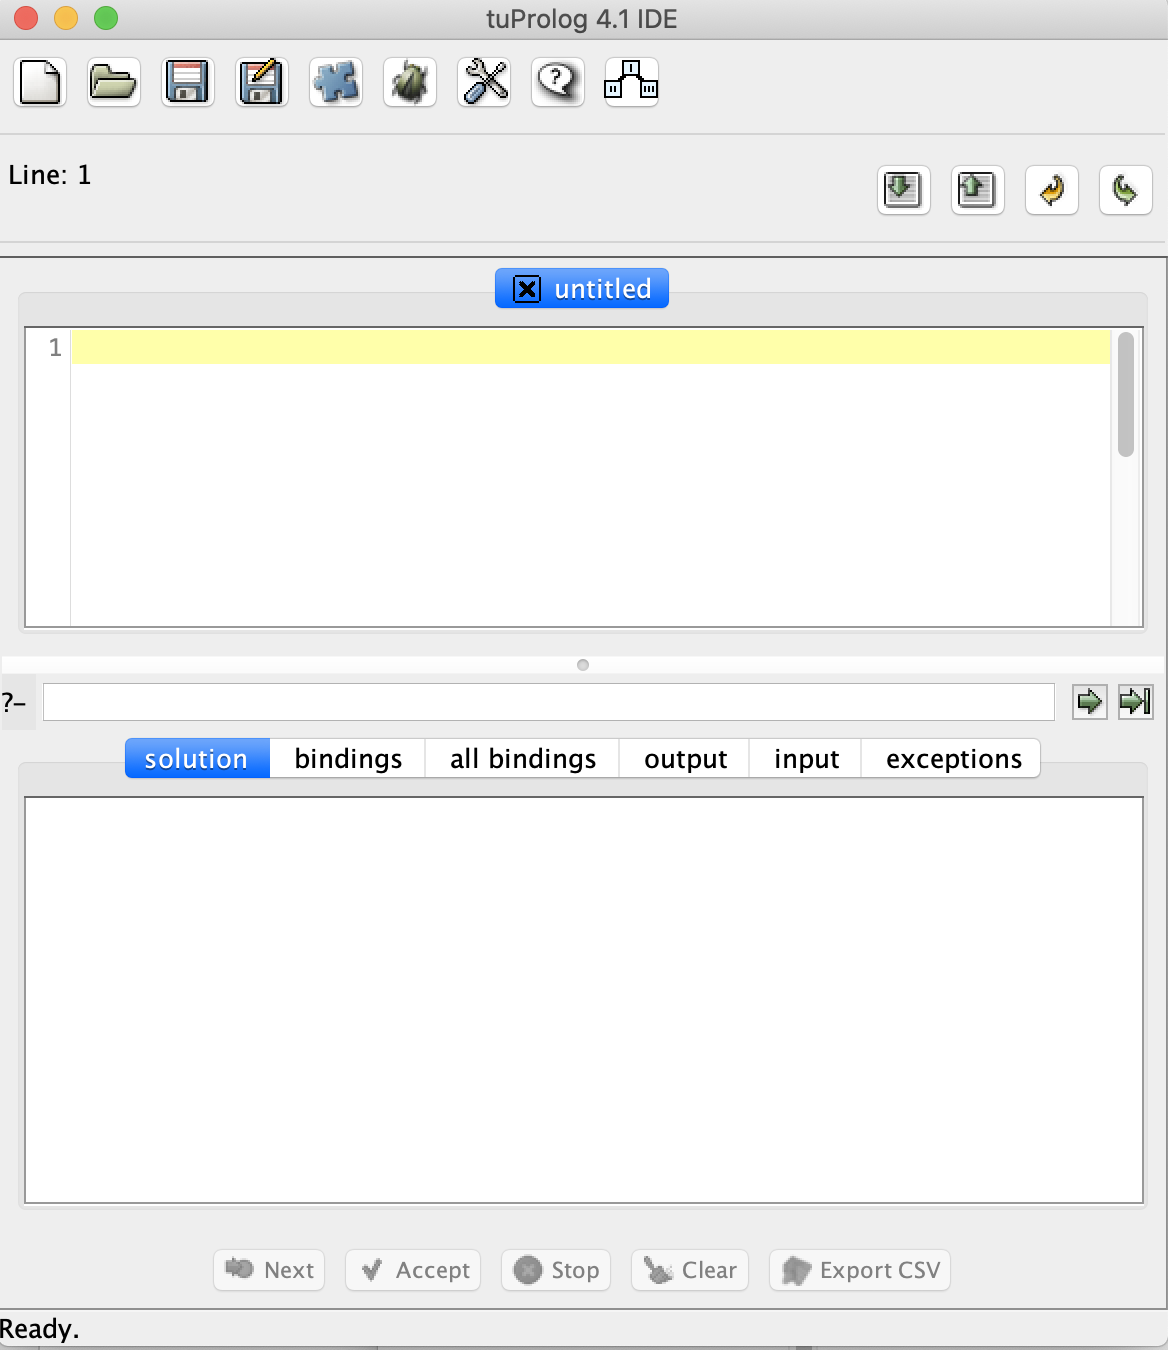 tuProlog 4.1 IDE
?
Line: 1
untitled
1
?-
solution bindings all bindings output input exceptions
Next Accept Stop Clear Export CSV
Ready.